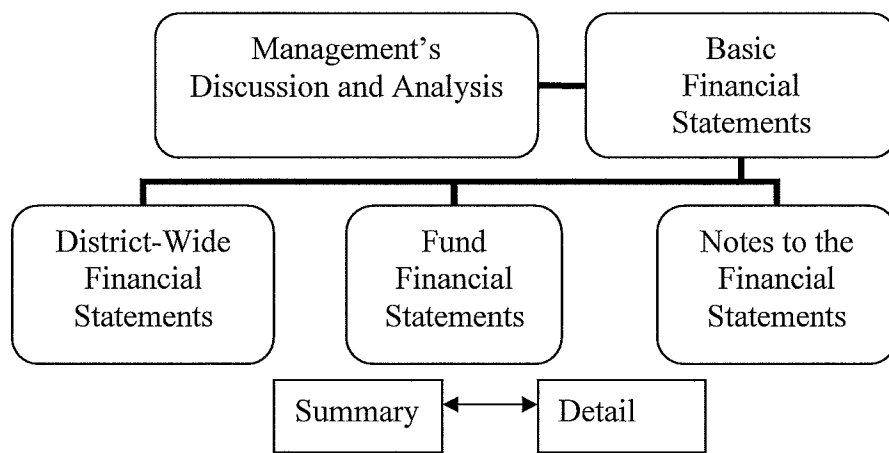 Management’s
Discussion and Analysis
Basic
Financial
Statements
District-Wide
Financial
Statements
Fund
Financial
Statements
Notes to the
Financial
Statements
Summary
Detail